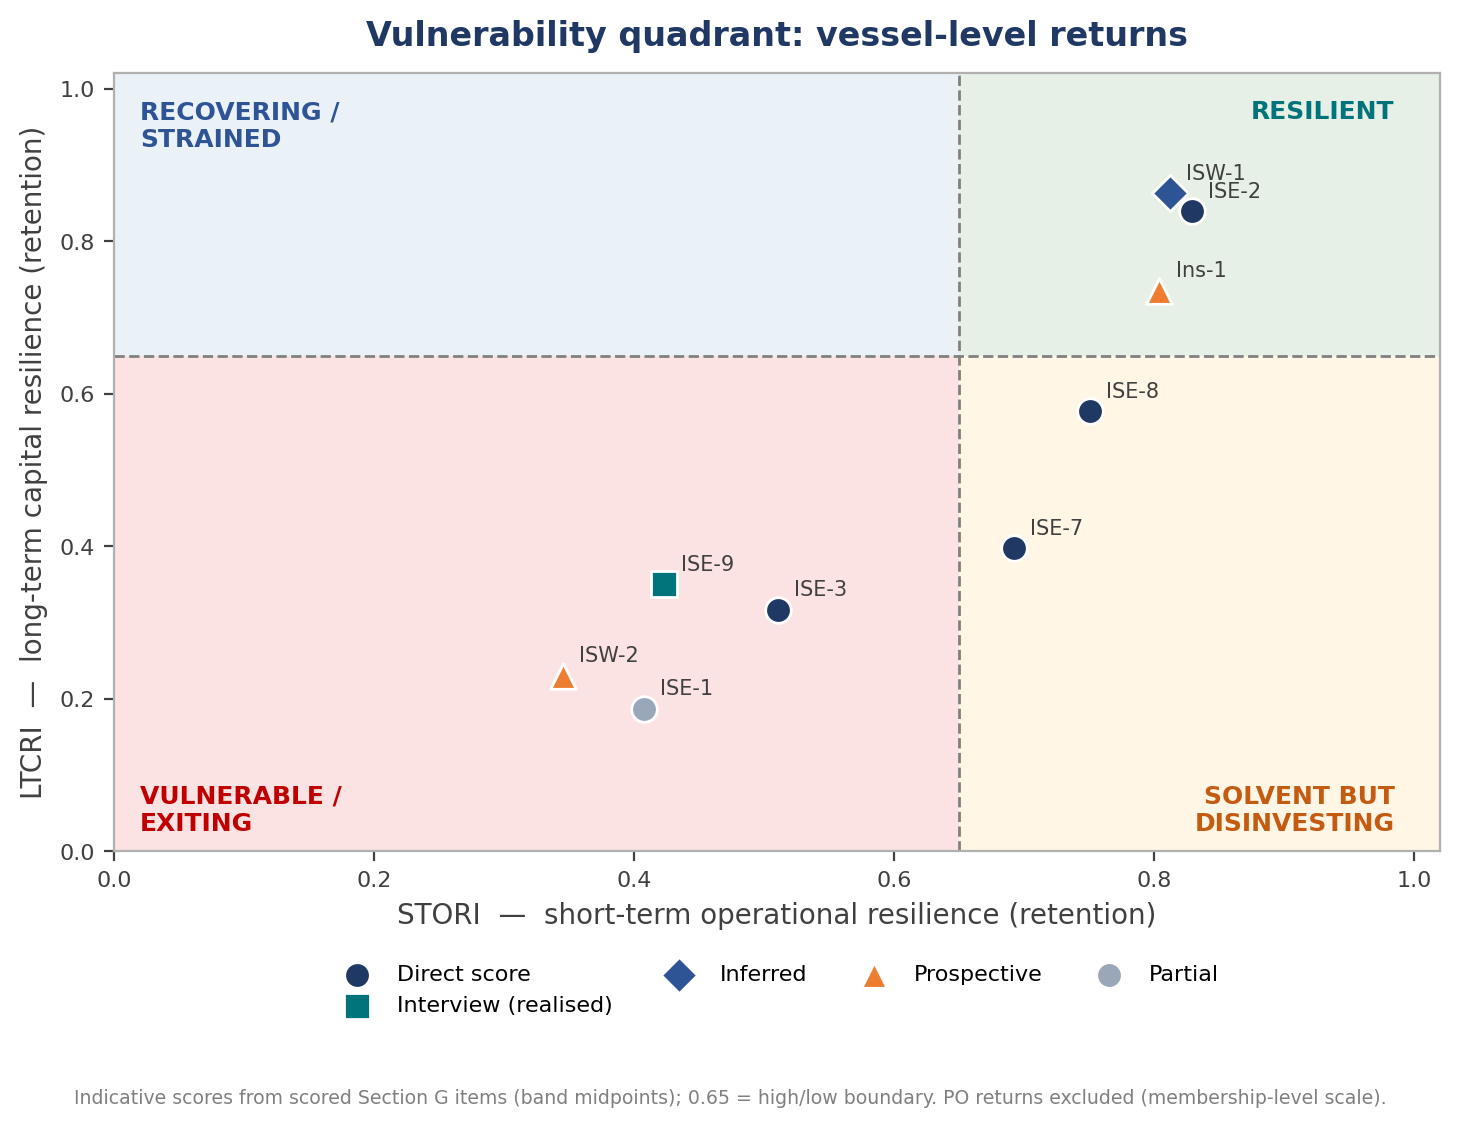 Vulnerability quadrant: vessel-level returns
LTCRI — long-term capital resilience (retention)
1.0
0.8
0.6
0.4
0.2
0.0
RECOVERING /
STRAINED
RESILIENT
ISW-1
ISE-2
Ins-1
ISE-8
ISE-7
ISE-9
ISE-3
ISW-2
ISE-1
VULNERABLE /
EXITING
SOLVENT BUT
DISINVESTING
0.0 0.2 0.4 0.6 0.8 1.0
STORI — short-term operational resilience (retention)
Direct score Inferred Prospective Partial
Interview (realised)
Indicative scores from scored Section G items (band midpoints); 0.65 = high/low boundary. PO returns excluded (membership-level scale).